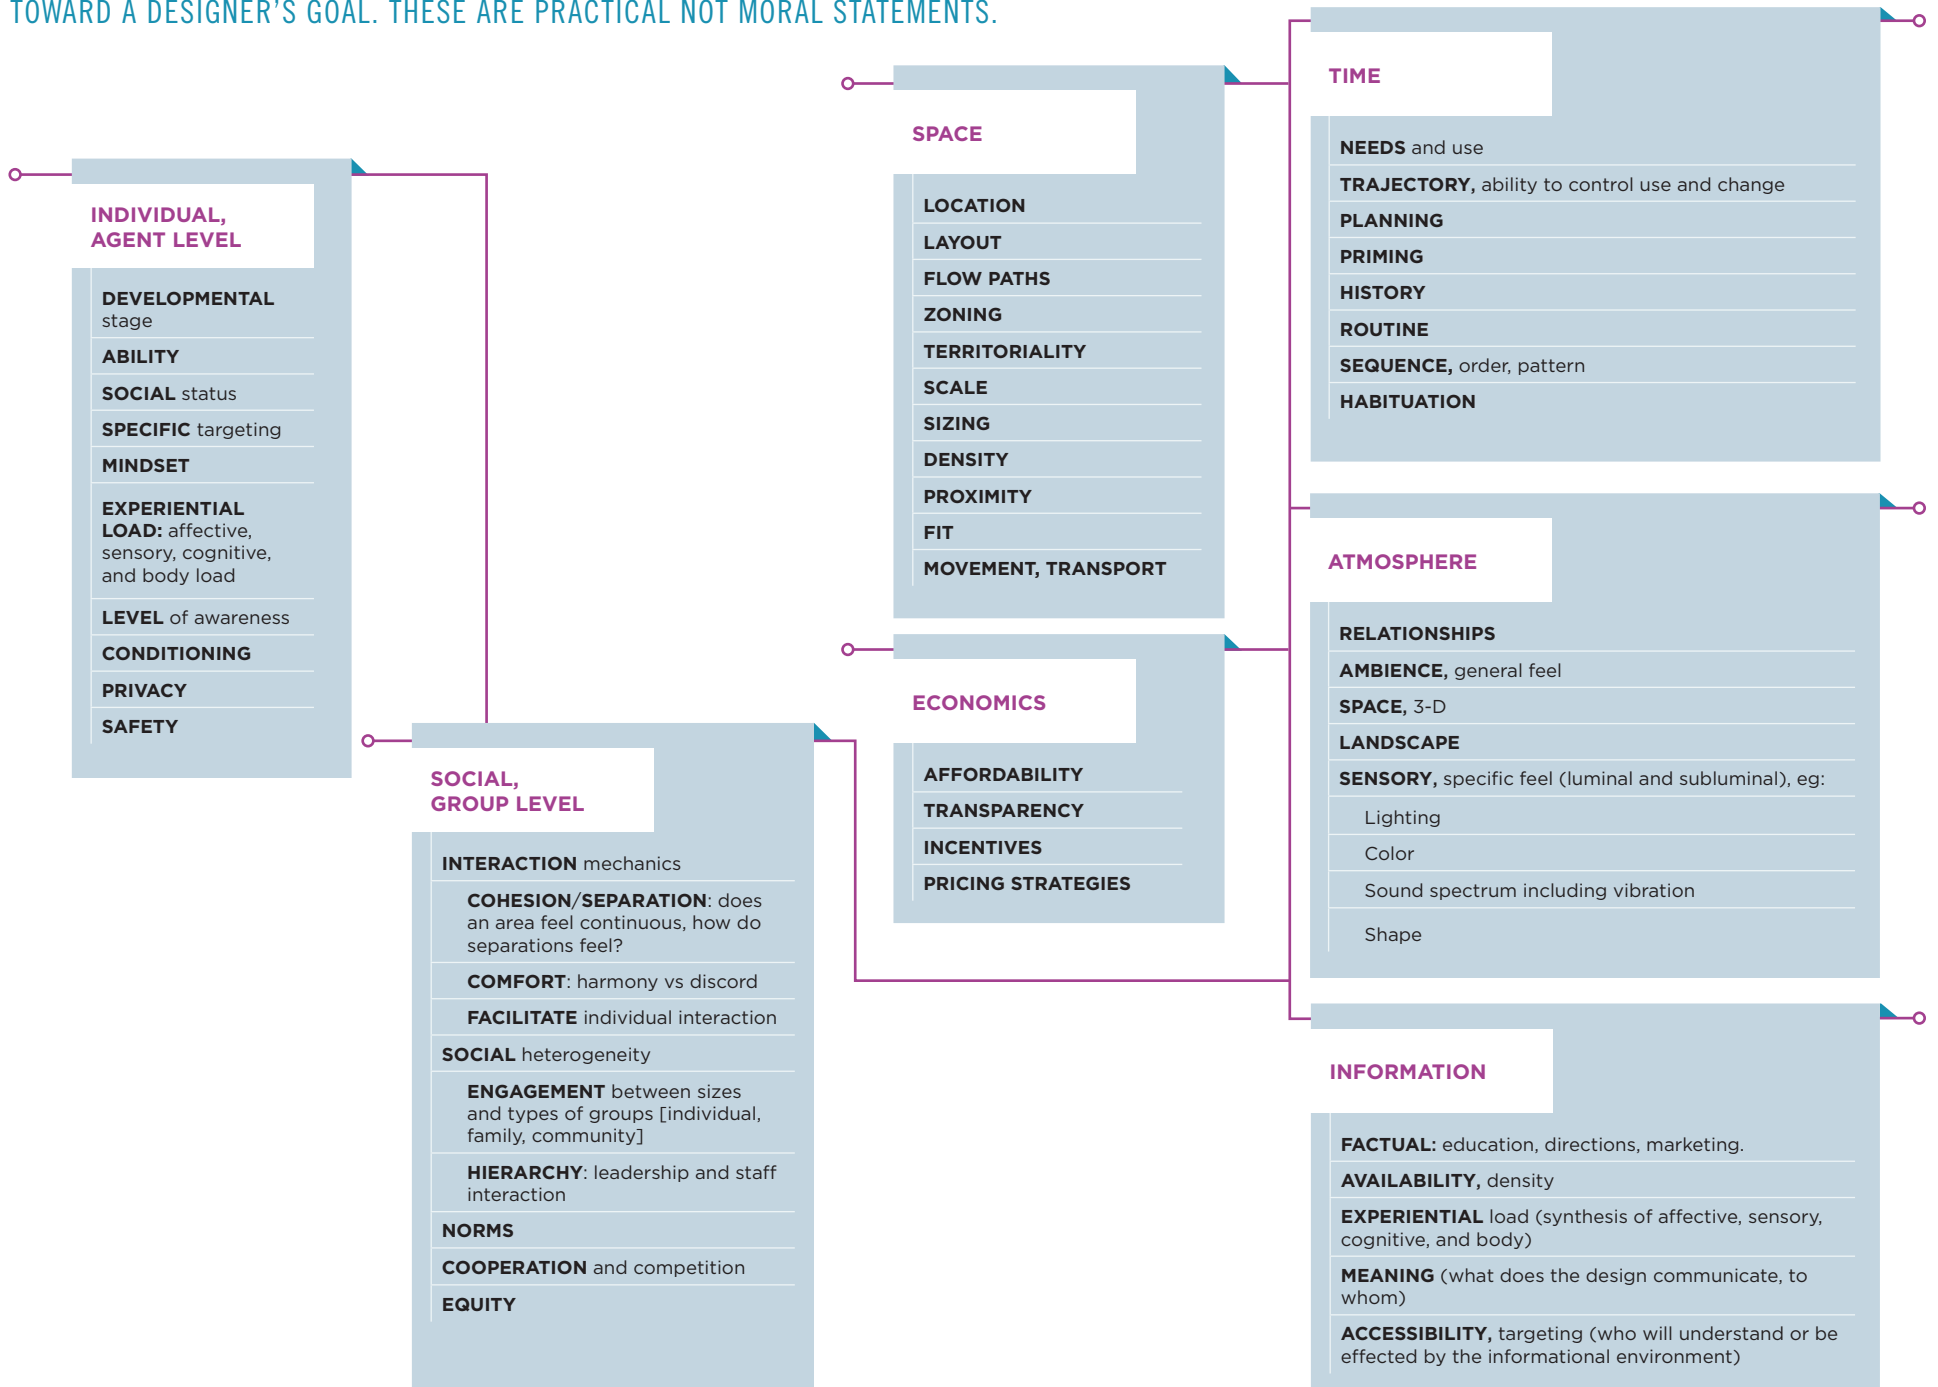 TOWARD A DESIGNER'S GOAL. THESE ARE PRACTICAL NOT MORAL STATEMENTS.
INDIVIDUAL,
AGENT LEVEL
DEVELOPMENTAL
stage
ABILITY
SOCIAL status
SPECIFIC targeting
MINDSET
EXPERIENTIAL
LOAD: affective,
sensory, cognitive,
and body load
LEVEL of awareness
CONDITIONING
PRIVACY
SAFETY
SOCIAL,
GROUP LEVEL
INTERACTION mechanics
COHESION/SEPARATION: does
an area feel continuous, how do
separations feel?
COMFORT: harmony vs discord
FACILITATE individual interaction
SOCIAL heterogeneity
ENGAGEMENT between sizes
and types of groups [individual,
family, community]
HIERARCHY: leadership and staff
interaction
NORMS
COOPERATION and competition
EQUITY
SPACE
LOCATION
LAYOUT
FLOW PATHS
ZONING
TERRITORIALITY
SCALE
SIZING
DENSITY
PROXIMITY
FIT
MOVEMENT, TRANSPORT
ECONOMICS
AFFORDABILITY
TRANSPARENCY
INCENTIVES
PRICING STRATEGIES
TIME
NEEDS and use
TRAJECTORY, ability to control use and change
PLANNING
PRIMING
HISTORY
ROUTINE
SEQUENCE, order, pattern
HABITUATION
ATMOSPHERE
RELATIONSHIPS
AMBIENCE, general feel
SPACE, 3-D
LANDSCAPE
SENSORY, specific feel (luminal and subluminal), eg:
Lighting
Color
Sound spectrum including vibration
Shape
INFORMATION
FACTUAL: education, directions, marketing.
AVAILABILITY, density
EXPERIENTIAL load (synthesis of affective, sensory,
cognitive, and body)
MEANING (what does the design communicate, to
whom)
ACCESSIBILITY, targeting (who will understand or be
effected by the informational environment)